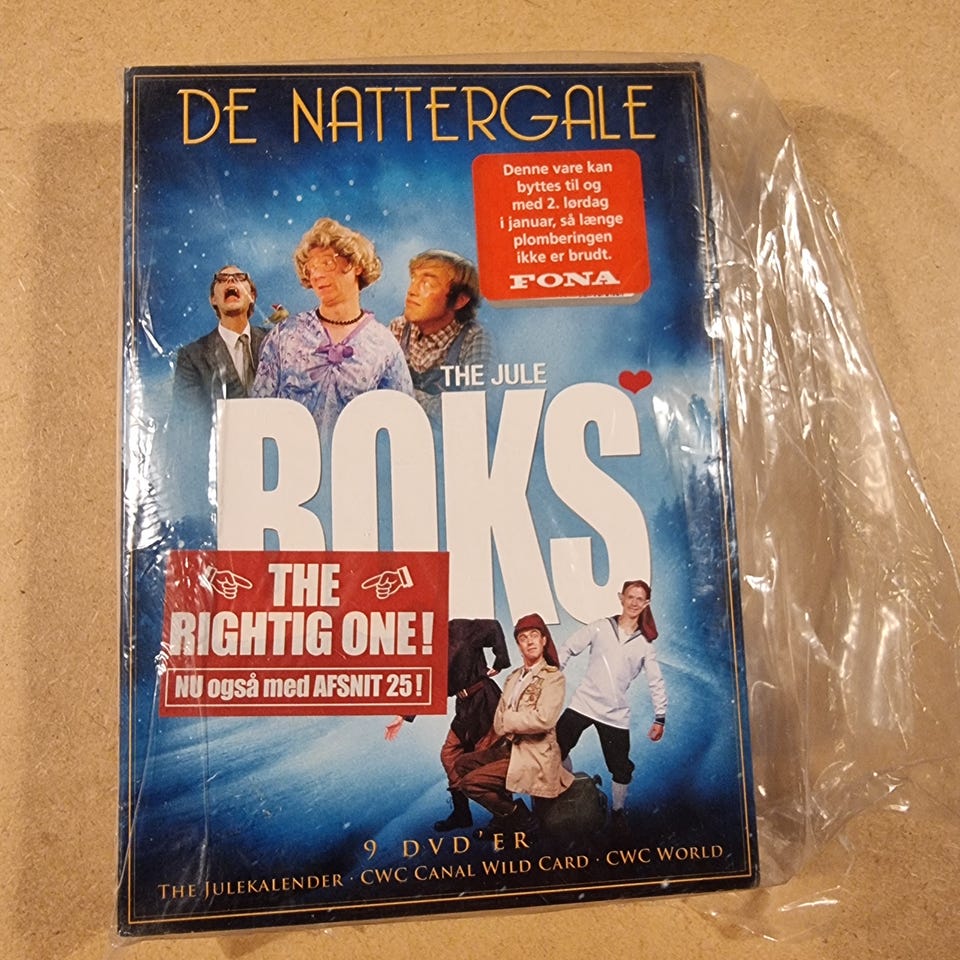 DE NATTERGALE
Denne vare kan
byttes til og
med 2. lørdag
i januar, så længe
plomberingen
ikke er brudt.
FONA
THE JULE
BOKS
THE
RIGHTIG ONE!
NU også med AFSNIT 25!
9 DVD'ER
THE JULEKALENDER · CWC CANAL WILD CARD · CWC WORLD